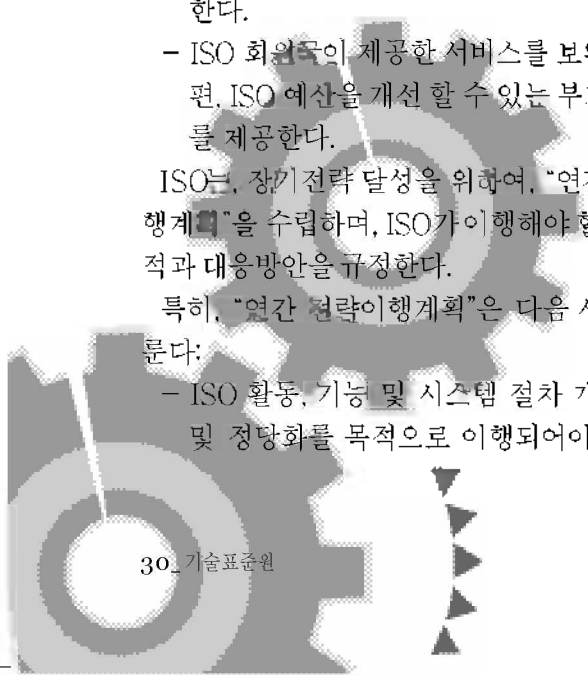 한다.
- ISO 회원국이 제공한 서비스를 보
편, ISO 예산을 개선 할 수 있는 부
를 제공한다.
ISO는, 장기전략 달성을 위하여, "연
행계획"을 수립하며, ISO가 이행해야 할
적과 대응방안을 규정한다.
특히, "연간 전략이행계획"은 다음 사
룬다:
- ISO 활동, 기능 및 시스템 절차 개
및 정당화를 목적으로 이행되어야
30_기술표준원